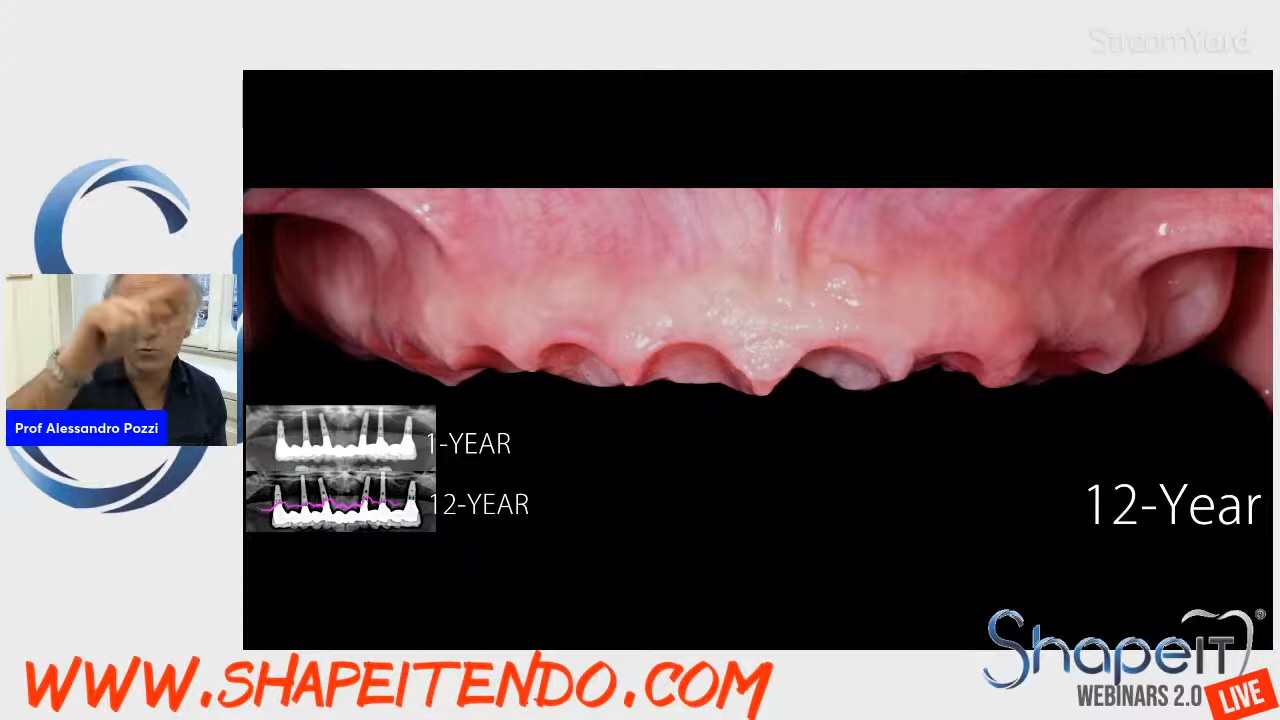 StreamYard
Prof Alessandro Pozzi
1-YEAR
12-YEAR
12-Year
ShapeIT®
WEBINARS 2.0
LIVE
WWW.SHAPEITENDO.COM